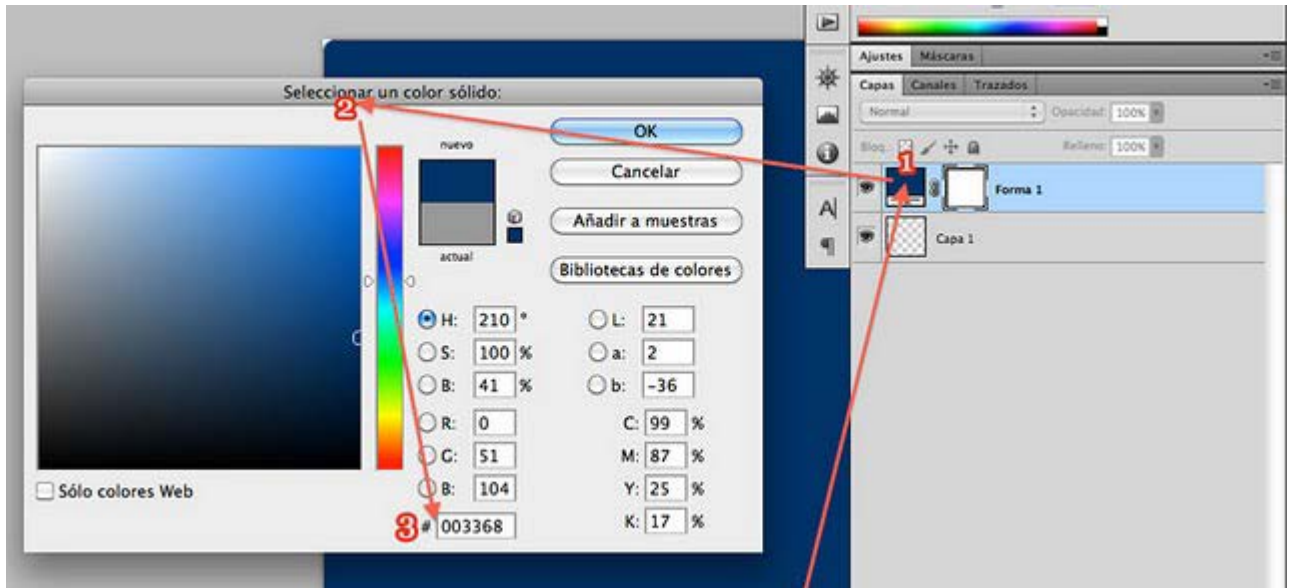 Ajustes Máscaras
Capas Canales Trazados
Normal Opacidad: 100%
Bloq. Relleno: 100%
1
Forma 1
Capa 1
A
¶
Seleccionar un color sólido:
2
nuevo
actual
OK
Cancelar
Añadir a muestras
Bibliotecas de colores
H: 210 ° L: 21
S: 100 % a: 2
B: 41 % b: -36
R: 0 C: 99 %
G: 51 M: 87 %
B: 104 Y: 25 %
3 # 003368 K: 17 %
Sólo colores Web